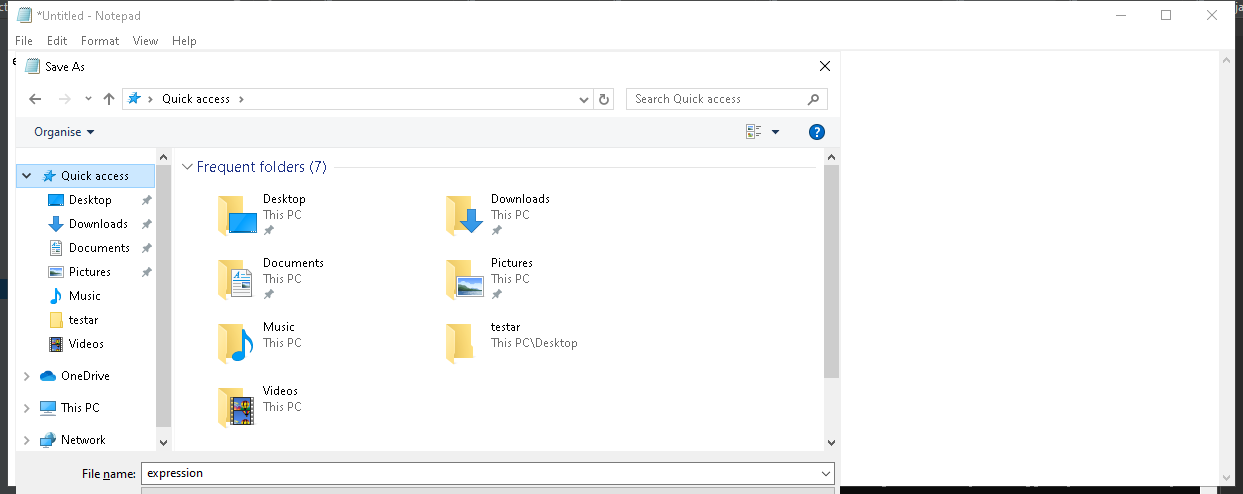 *Untitled - Notepad
File Edit Format View Help
Save As
Quick access
Search Quick access
Organise
Quick access
Desktop
Downloads
Documents
Pictures
Music
testar
Videos
OneDrive
This PC
Network
Frequent folders (7)
Desktop
This PC
Downloads
This PC
Documents
This PC
Pictures
This PC
Music
This PC
testar
This PC\Desktop
Videos
This PC
File name: expression